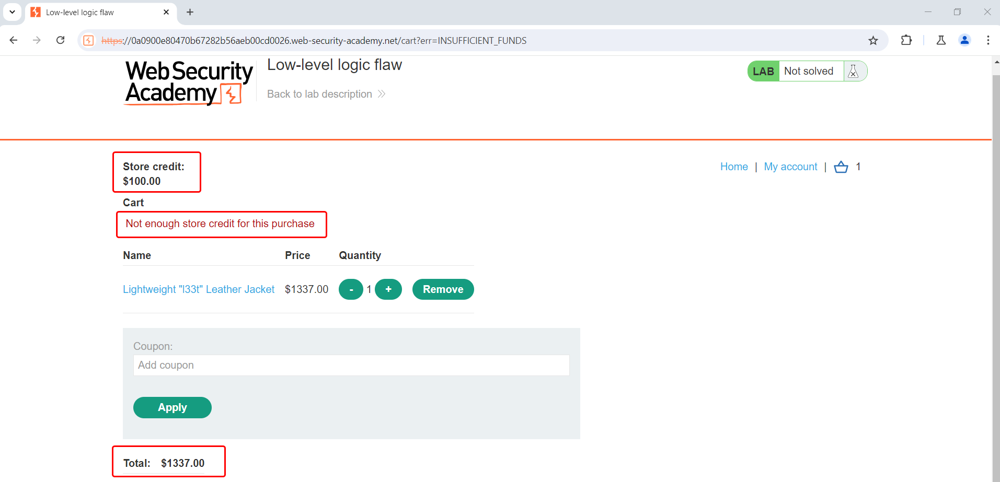 Low-level logic flaw
https://0a0900e80470b67282b56aeb00cd0026.web-security-academy.net/cart?err=INSUFFICIENT_FUNDS
Web Security
Academy
Low-level logic flaw
Back to lab description
LAB Not solved
Store credit:
$100.00
Home | My account | 1
Cart
Not enough store credit for this purchase
Name Price Quantity
Lightweight "l33t" Leather Jacket $1337.00 - 1 + Remove
Coupon:
Add coupon
Apply
Total: $1337.00